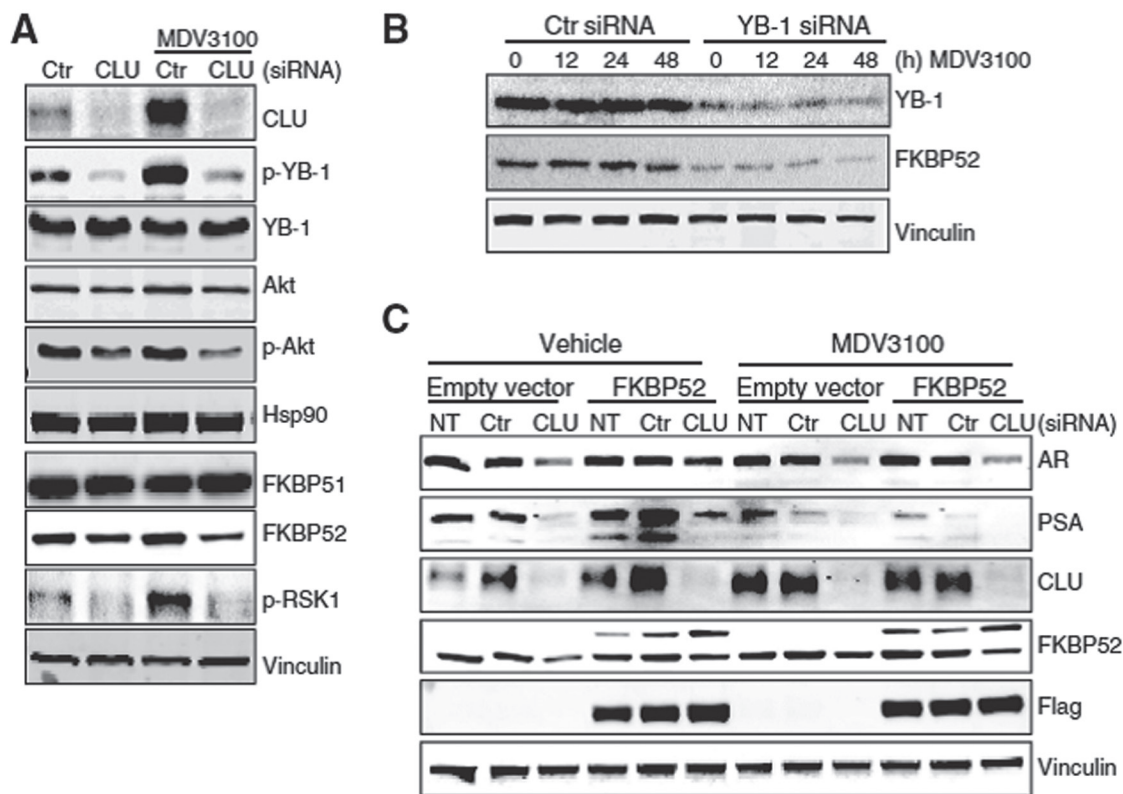 A
MDV3100
Ctr CLU Ctr CLU (siRNA)
CLU
p-YB-1
YB-1
Akt
p-Akt
Hsp90
FKBP51
FKBP52
p-RSK1
Vinculin
B
Ctr siRNA YB-1 siRNA
0 12 24 48 0 12 24 48 (h) MDV3100
YB-1
FKBP52
Vinculin
C
Vehicle MDV3100
Empty vector FKBP52 Empty vector FKBP52
NT Ctr CLU NT Ctr CLU NT Ctr CLU NT Ctr CLU (siRNA)
AR
PSA
CLU
FKBP52
Flag
Vinculin